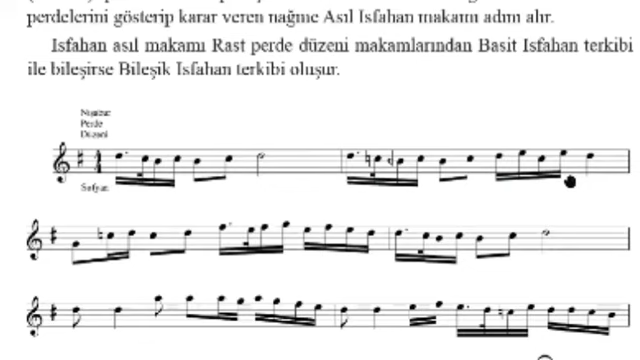 perdelerini gösterip karar veren nağme Asıl Isfahan makamı adını alır.
Isfahan asıl makamı Rast perde düzeni makamlarından Basit Isfahan terkibi
ile bileşirse Bileşik Isfahan terkibi oluşur.
Nişabur
Perde
Düzeni
Sofyan